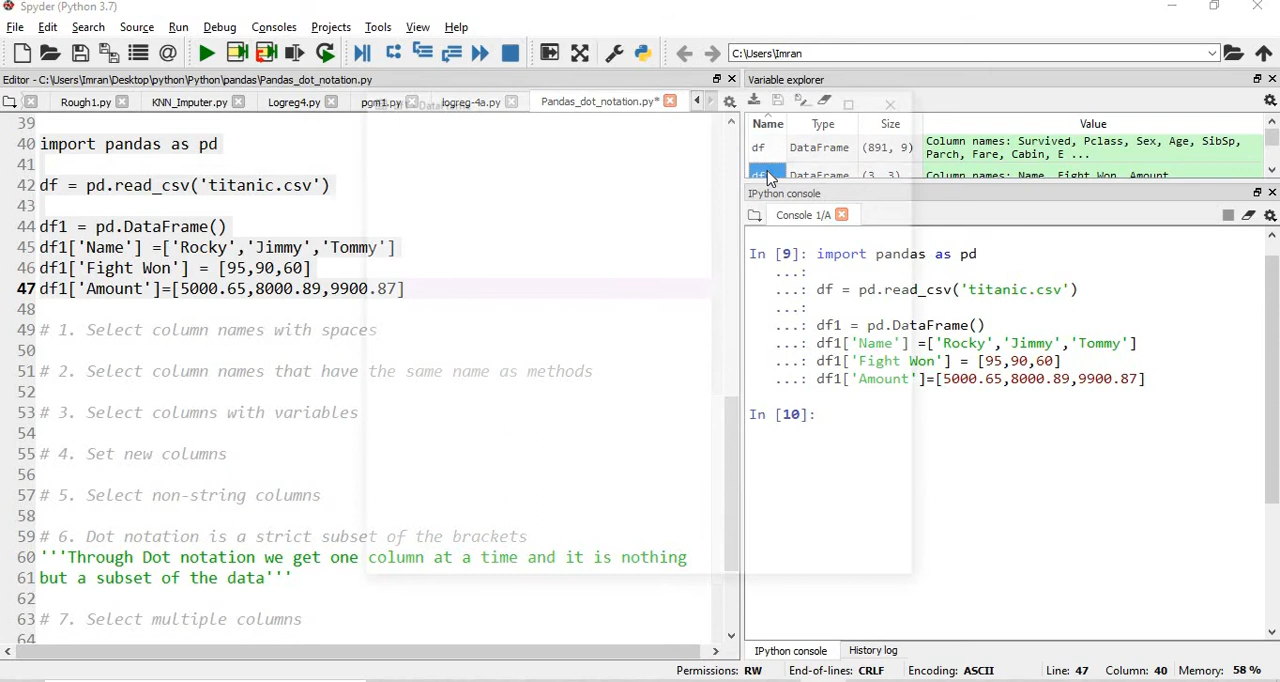 Spyder (Python 3.7)
File Edit Search Source Run Debug Consoles Projects Tools View Help
C:\Users\Imran
Editor - C:\Users\Imran\Desktop\python\Python\pandas\Pandas_dot_notation.py
Rough1.py KNN_Imputer.py Logreg4.py pgm1.py logreg-4a.py Pandas_dot_notation.py*
39
40 import pandas as pd
41
42 df = pd.read_csv('titanic.csv')
43
44 df1 = pd.DataFrame()
45 df1['Name'] =['Rocky','Jimmy','Tommy']
46 df1['Fight Won'] = [95,90,60]
47 df1['Amount']=[5000.65,8000.89,9900.87]
48
49 # 1. Select column names with spaces
50
51 # 2. Select column names that have the same name as methods
52
53 # 3. Select columns with variables
54
55 # 4. Set new columns
56
57 # 5. Select non-string columns
58
59 # 6. Dot notation is a strict subset of the brackets
60 '''Through Dot notation we get one column at a time and it is nothing
61 but a subset of the data'''
62
63 # 7. Select multiple columns
64
Variable explorer
Name Type Size Value
df DataFrame (891, 9) Column names: Survived, Pclass, Sex, Age, SibSp,
Parch, Fare, Cabin, E ...
DataFrame (3, 3) Column names: Name, Fight Won, Amount
IPython console
Console 1/A
In [9]: import pandas as pd
...:
...: df = pd.read_csv('titanic.csv')
...:
...: df1 = pd.DataFrame()
...: df1['Name'] =['Rocky','Jimmy','Tommy']
...: df1['Fight Won'] = [95,90,60]
...: df1['Amount']=[5000.65,8000.89,9900.87]
In [10]:
IPython console History log
Permissions: RW End-of-lines: CRLF Encoding: ASCII Line: 47 Column: 40 Memory: 58 %